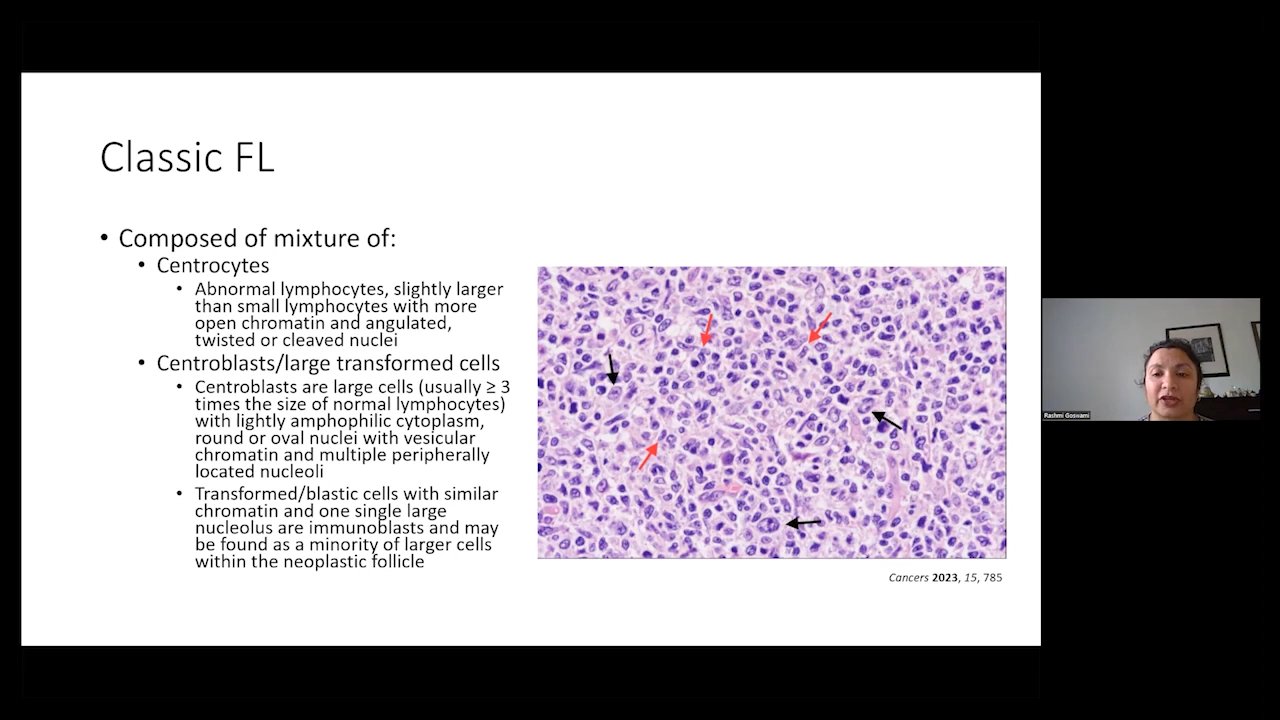 Classic FL
• Composed of mixture of:
• Centrocytes
• Abnormal lymphocytes, slightly larger
than small lymphocytes with more
open chromatin and angulated,
twisted or cleaved nuclei
• Centroblasts/large transformed cells
• Centroblasts are large cells (usually ≥ 3
times the size of normal lymphocytes)
with lightly amphophilic cytoplasm,
round or oval nuclei with vesicular
chromatin and multiple peripherally
located nucleoli
• Transformed/blastic cells with similar
chromatin and one single large
nucleolus are immunoblasts and may
be found as a minority of larger cells
within the neoplastic follicle
Cancers 2023, 15, 785
Rashmi Goswami